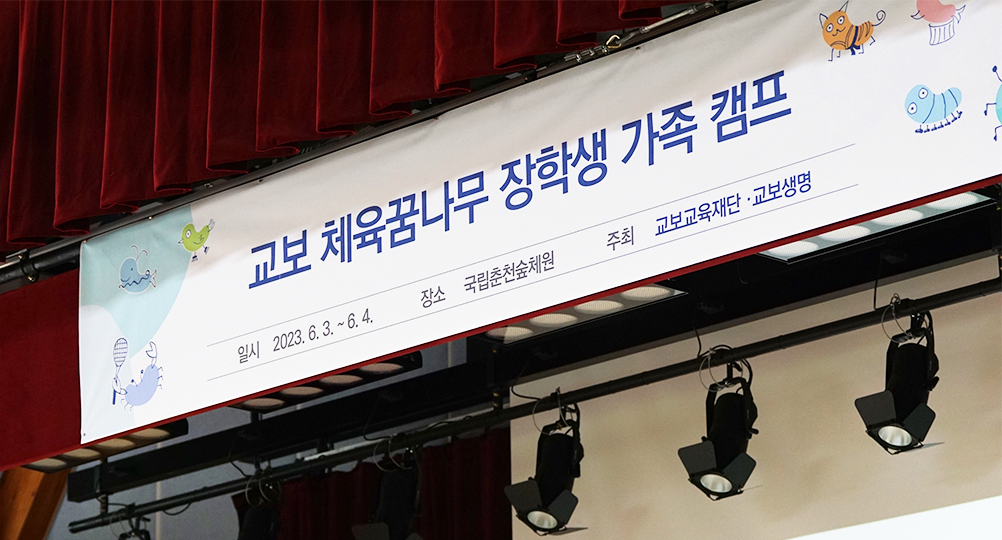 교보 체육꿈나무 장학생 가족 캠프
일시 2023. 6. 3. ~ 6. 4. 장소 국립춘천숲체원 주최 교보교육재단 · 교보생명